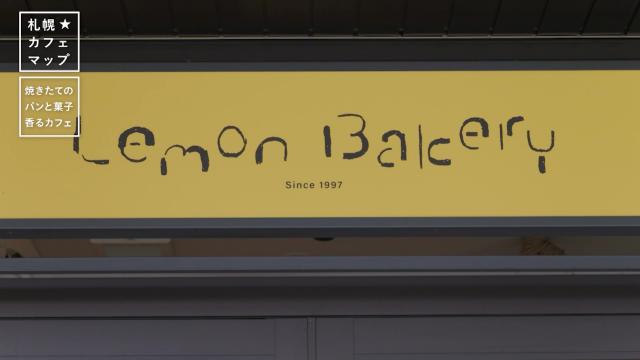 札幌★
カフェ
マップ
焼きたての
パンと菓子
香るカフェ
Lemon Bakery
Since 1997